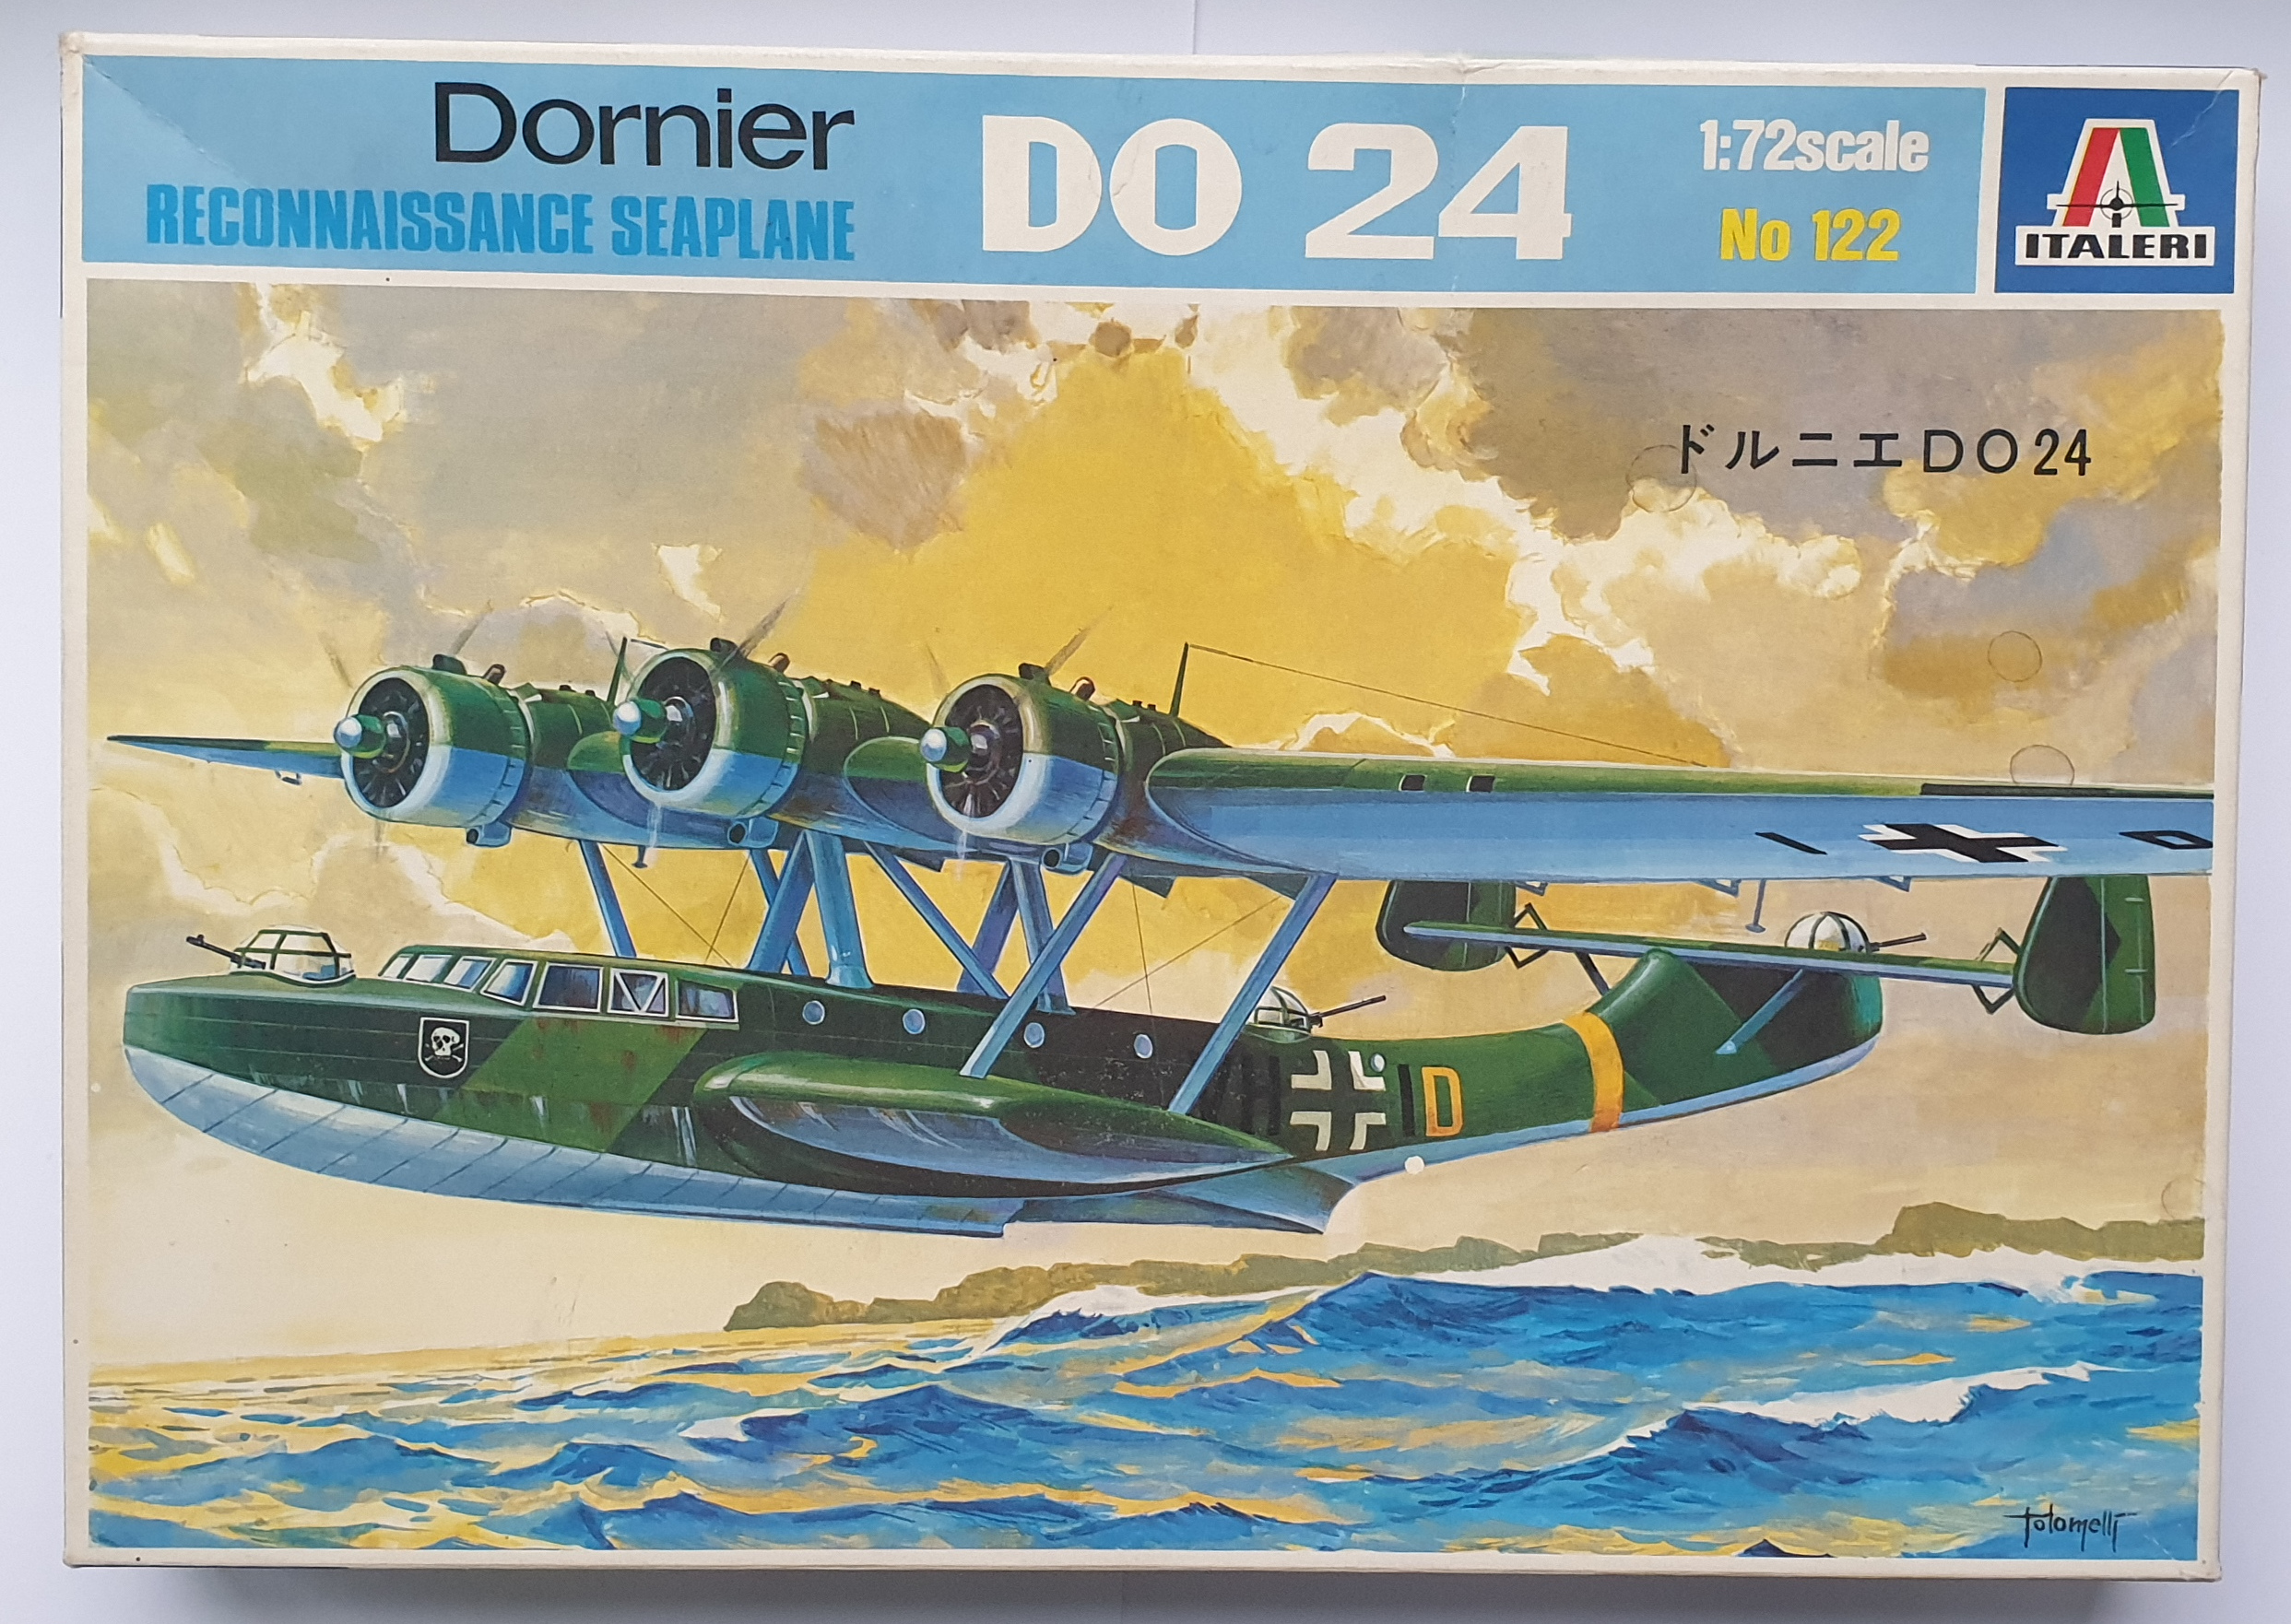 Dornier
RECONNAISSANCE SEAPLANE
DO 24
1:72scale
No 122
ITALERI
ドルニエDO24
I D
H ID